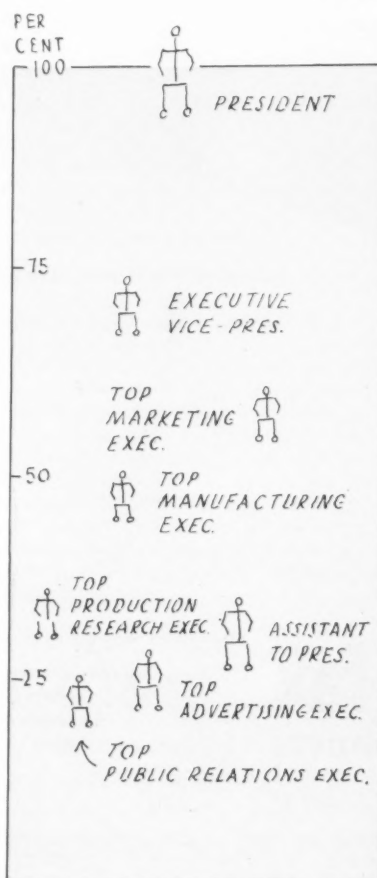 PER
CENT
100
PRESIDENT
75
EXECUTIVE
VICE-PRES.
TOP
MARKETING
EXEC.
50
TOP
MANUFACTURING
EXEC.
TOP
PRODUCTION
RESEARCH EXEC.
ASSISTANT
TO PRES.
25
TOP
ADVERTISING EXEC.
TOP
PUBLIC RELATIONS EXEC.